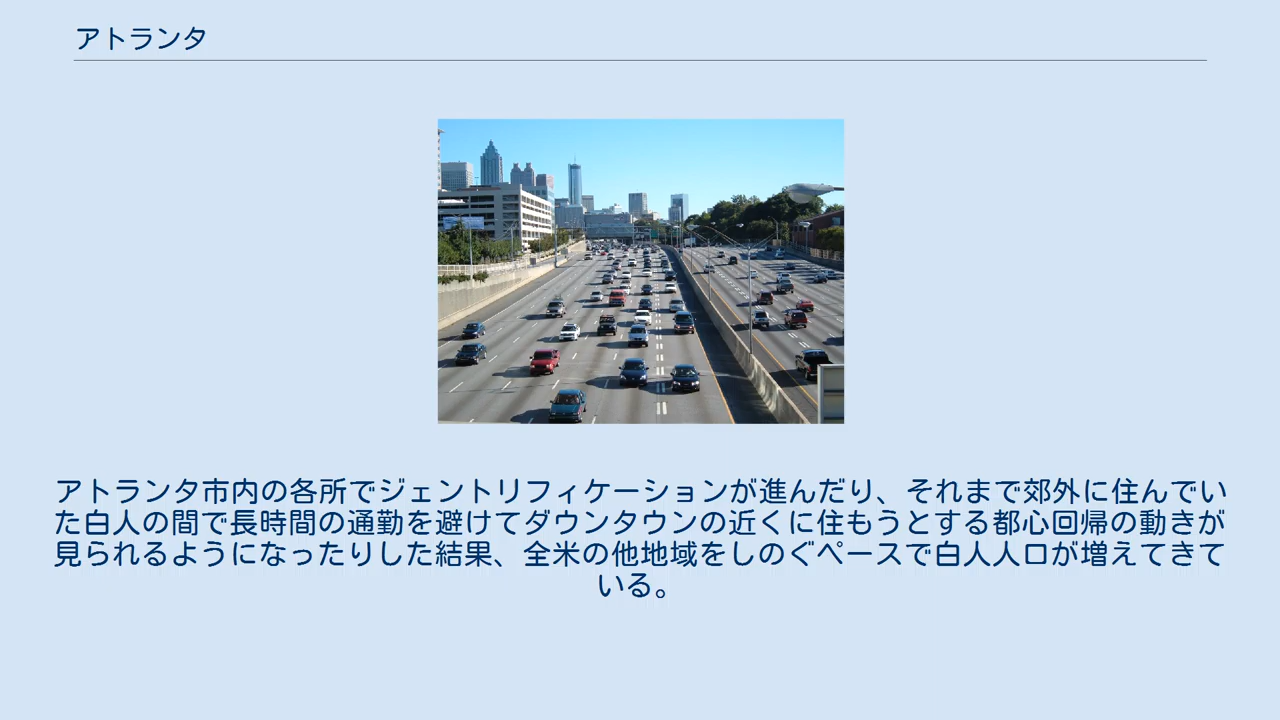 アトランタ
アトランタ市内の各所でジェントリフィケーションが進んだり、それまで郊外に住んでい
た白人の間で長時間の通勤を避けてダウンタウンの近くに住もうとする都心回帰の動きが
見られるようになったりした結果、全米の他地域をしのぐペースで白人人口が増えてきて
いる。